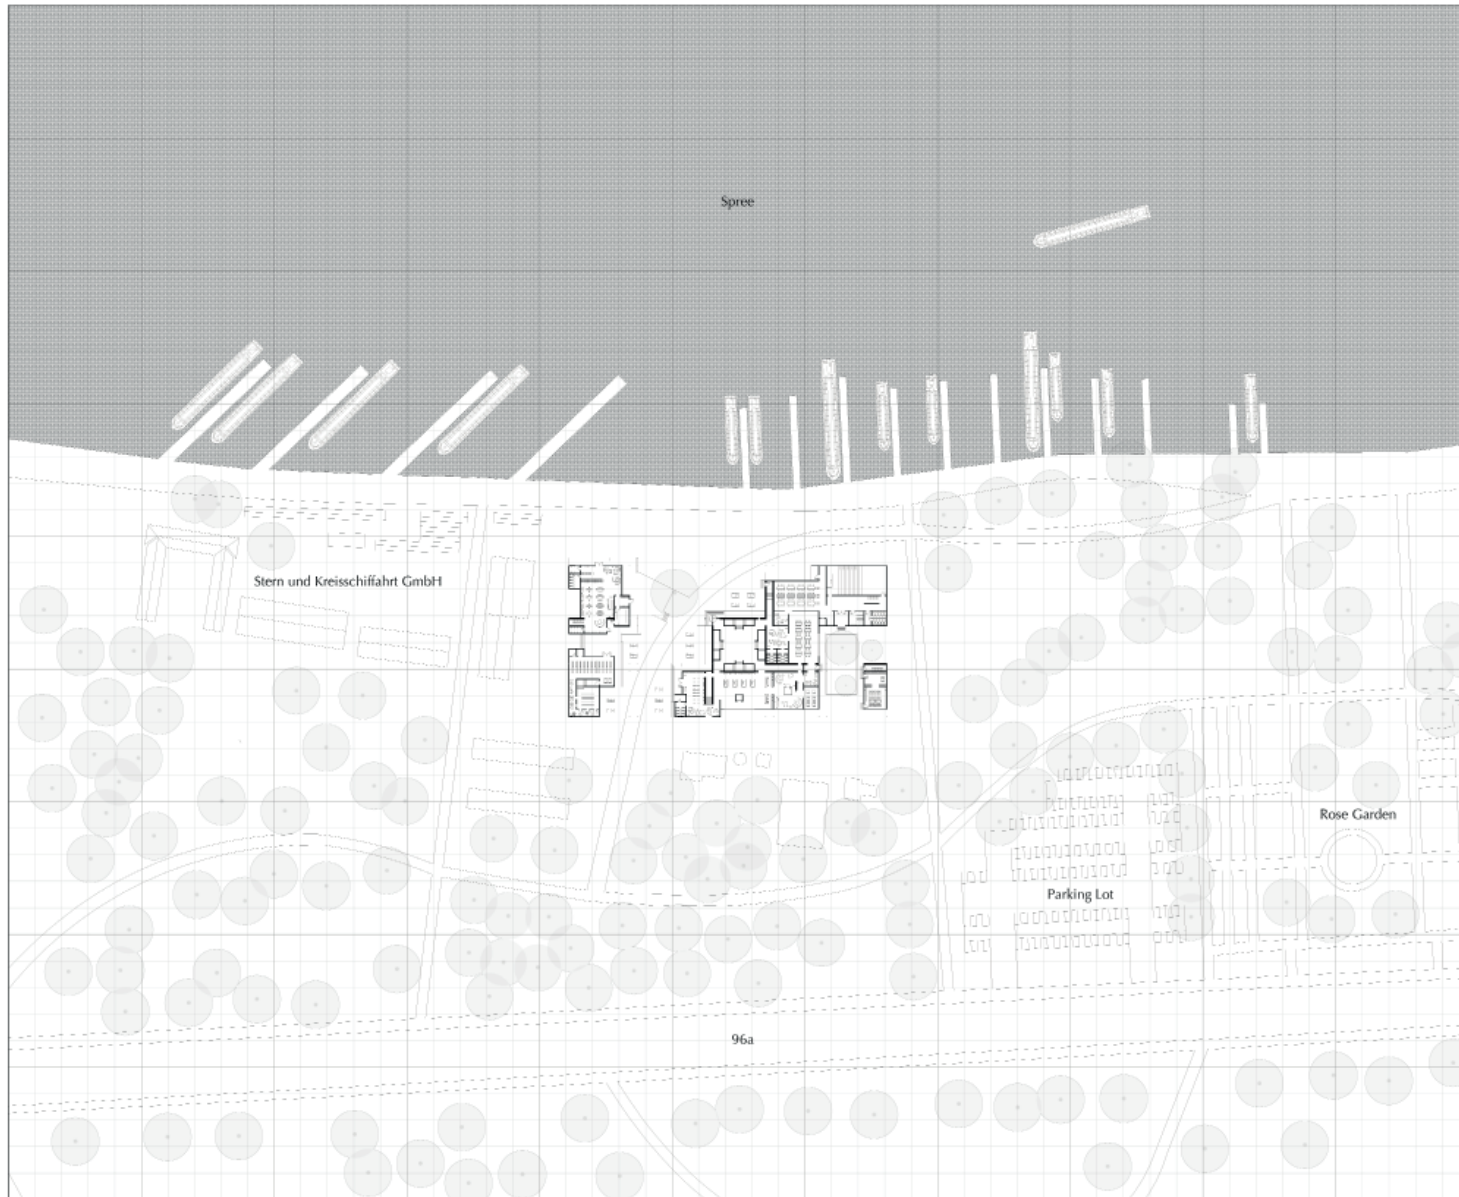 Spree
Stern und Kreisschiffahrt GmbH
Rose Garden
Parking Lot
96a